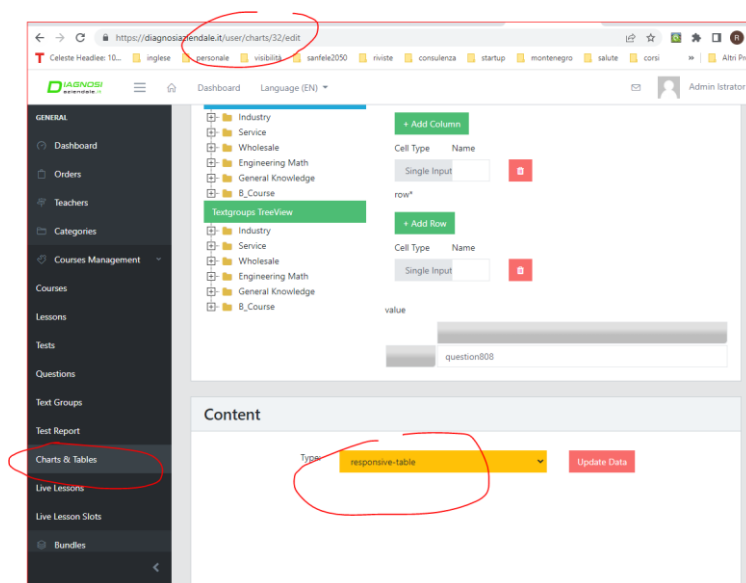 https://diagnosiaziendale.it/user/charts/32/edit
Celeste Headlee: 10... inglese personale visibilità sanfele2050 riviste consulenza startup montenegro salute corsi » Altri Pr
DIAGNOSI
aziendale.it
Dashboard Language (EN) Admin Istrator
GENERAL
Dashboard
Orders
Teachers
Categories
Courses Management
Courses
Lessons
Tests
Questions
Text Groups
Test Report
Charts & Tables
Live Lessons
Live Lesson Slots
Bundles
Industry
Service
Wholesale
Engineering Math
General Knowledge
B_Course
Textgroups TreeView
Industry
Service
Wholesale
Engineering Math
General Knowledge
B_Course
+ Add Column
Cell Type Name
Single Input
row*
+ Add Row
Cell Type Name
Single Input
value
question808
Content
Type: responsive-table Update Data